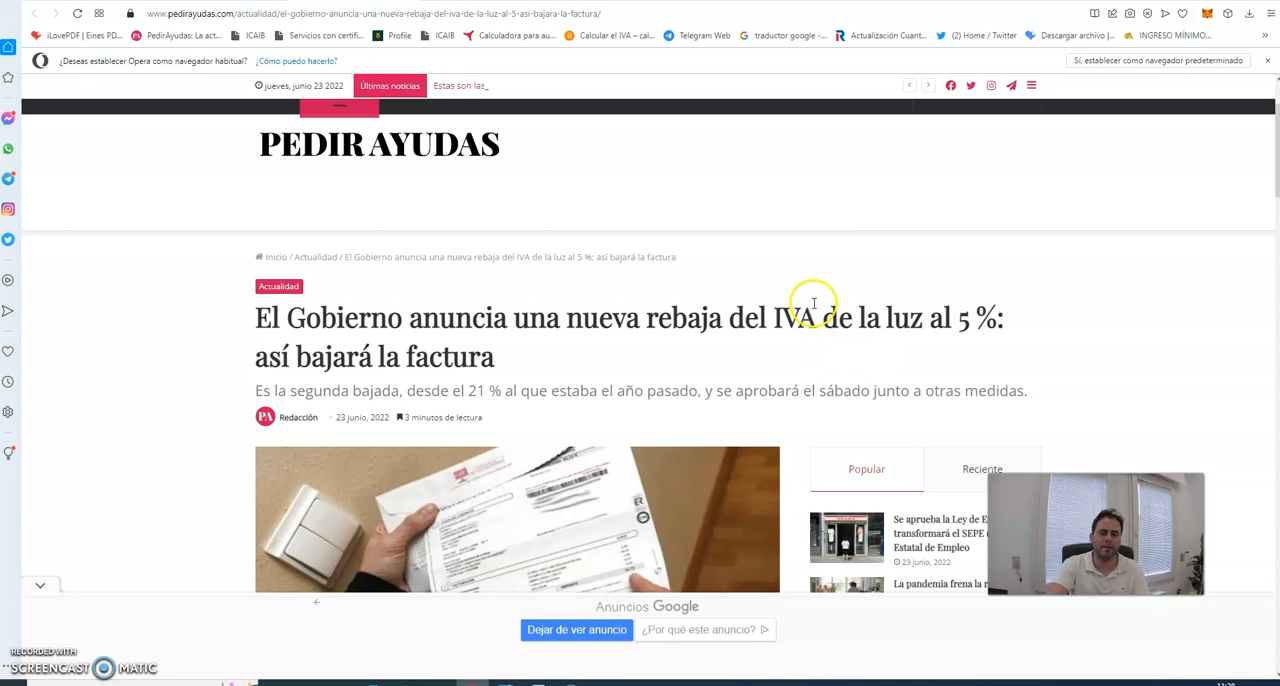 www.pedirayudas.com/actualidad/el-gobierno-anuncia-una-nueva-rebaja-del-iva-de-la-luz-al-5-asi-bajara-la-factura/
iLovePDF | Eines PD... PedirAyudas: La act... ICAIB Servicios con certifi... Profile ICAIB Calculadora para au... Calcular el IVA – cal... Telegram Web traductor google -... Actualización Cuant... (2) Home / Twitter Descargar archivo |... INGRESO MÍNIMO...
¿Deseas establecer Opera como navegador habitual? ¿Cómo puedo hacerlo? Sí, establecer como navegador predeterminado
jueves, junio 23 2022 Últimas noticias Estas son las_
PEDIR AYUDAS
Inicio / Actualidad / El Gobierno anuncia una nueva rebaja del IVA de la luz al 5 %: así bajará la factura
Actualidad
El Gobierno anuncia una nueva rebaja del IVA de la luz al 5 %:
así bajará la factura
Es la segunda bajada, desde el 21 % al que estaba el año pasado, y se aprobará el sábado junto a otras medidas.
PA Redacción 23 junio, 2022 3 minutos de lectura
Popular Reciente
Se aprueba la Ley de E
transformará el SEPE
Estatal de Empleo
23 junio, 2022
La pandemia frena la r
Anuncios Google
Dejar de ver anuncio ¿Por qué este anuncio?
RECORDED WITH
SCREENCAST MATIC